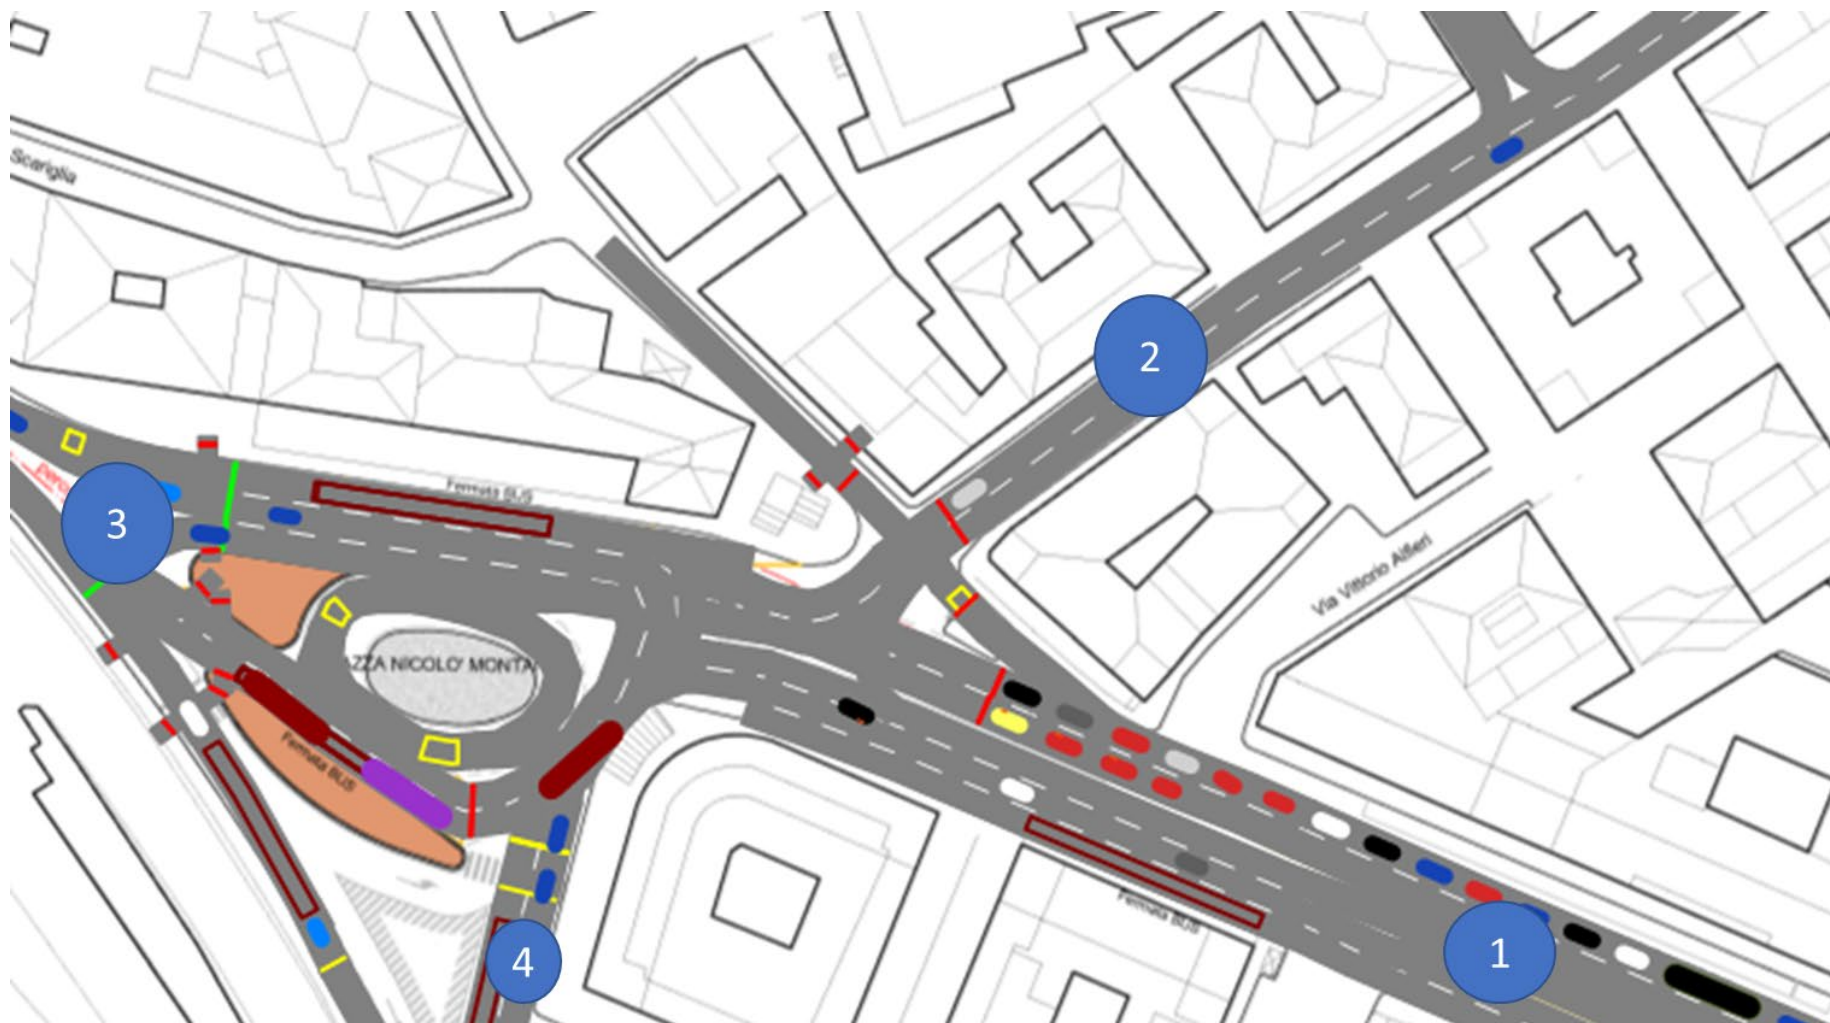 Scariglia
2
Fermata BUS
3
Via Vittorio Alfieri
ZZA NICOLO' MONTA
Fermata BUS
Fermata BUS
1
4